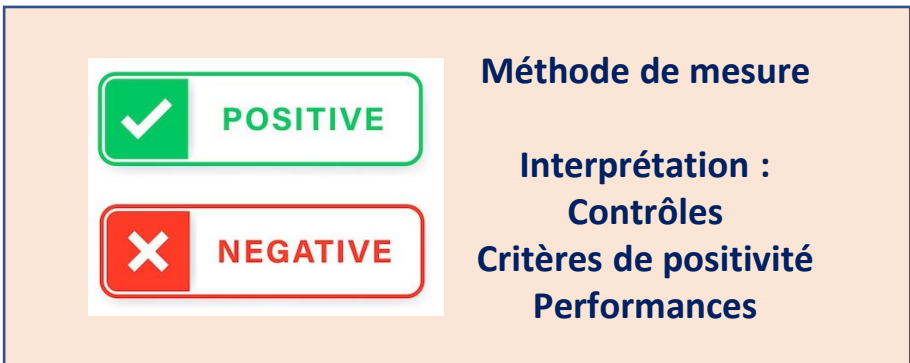 POSITIVE
NEGATIVE
Méthode de mesure
Interprétation :
Contrôles
Critères de positivité
Performances